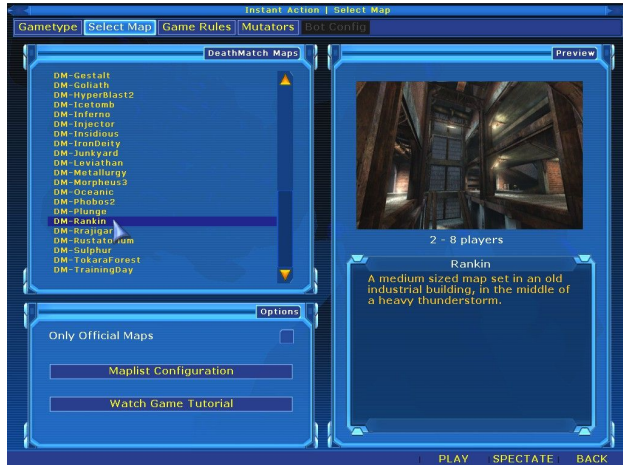 Instant Action | Select Map
Gametype Select Map Game Rules Mutators Bot Config
DeathMatch Maps
DM-Gestalt
DM-Goliath
DM-HyperBlast2
DM-Icetomb
DM-Inferno
DM-Injector
DM-Insidious
DM-IronDeity
DM-Junkyard
DM-Leviathan
DM-Metallurgy
DM-Morpheus3
DM-Oceanic
DM-Phobos2
DM-Plunge
DM-Rankin
DM-Rrajigar
DM-Rustatorium
DM-Sulphur
DM-TokaraForest
DM-TrainingDay
Options
Only Official Maps
Maplist Configuration
Watch Game Tutorial
Preview
2 - 8 players
Rankin
A medium sized map set in an old
industrial building, in the middle of
a heavy thunderstorm.
PLAY SPECTATE BACK